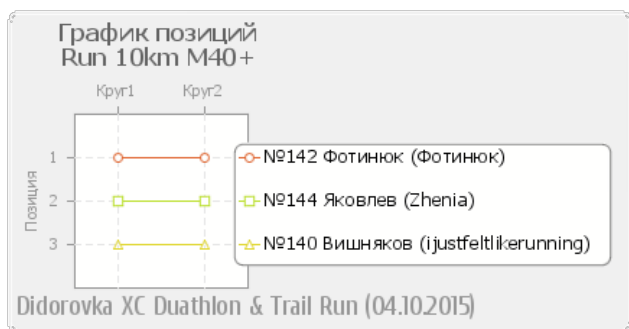 График позиций
Run 10km M40+
Круг1 Круг2
Позиция
1
2
3
№142 Фотинюк (Фотинюк)
№144 Яковлев (Zhenia)
№140 Вишняков (ijustfeltlikerunning)
Didorovka XC Duathlon & Trail Run (04.10.2015)